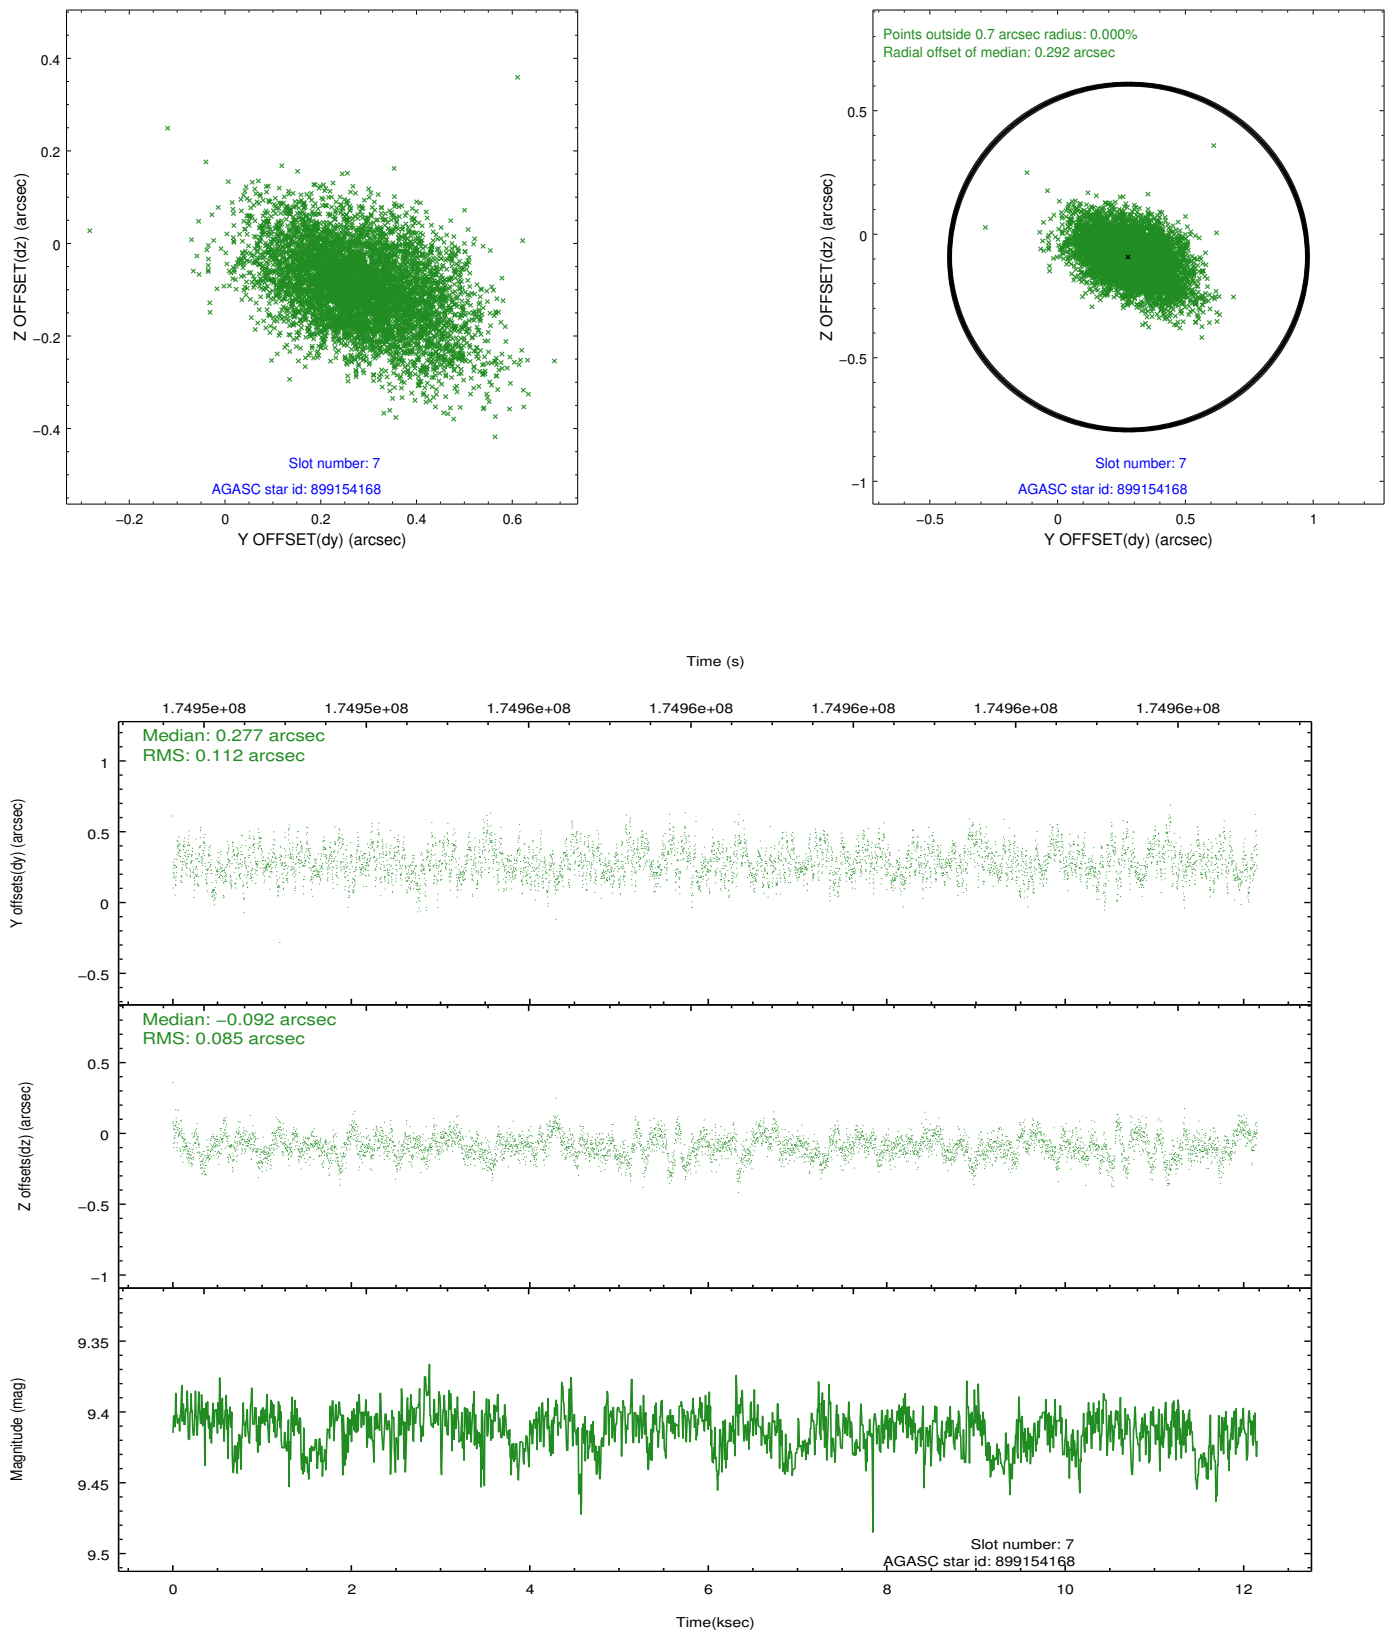 0.4
0.2
0
−0.2
−0.4
Z OFFSET(dz) (arcsec)
Slot number: 7
AGASC star id: 899154168
−0.2
0
0.2
0.4
0.6
Y OFFSET(dy) (arcsec)
Points outside 0.7 arcsec radius: 0.000%
Radial offset of median: 0.292 arcsec
0.5
0
−0.5
−1
Z OFFSET(dz) (arcsec)
Slot number: 7
AGASC star id: 899154168
−0.5
0
0.5
1
Y OFFSET(dy) (arcsec)
Time (s)
1.7495e+08
1.7495e+08
1.7496e+08
1.7496e+08
1.7496e+08
1.7496e+08
1.7496e+08
Median: 0.277 arcsec
RMS: 0.112 arcsec
1
0.5
0
−0.5
Y offsets(dy) (arcsec)
Median: −0.092 arcsec
RMS: 0.085 arcsec
0.5
0
−0.5
−1
Z offsets(dz) (arcsec)
9.35
9.4
9.45
9.5
Magnitude (mag)
Slot number: 7
AGASC star id: 899154168
0
2
4
6
8
10
12
Time(ksec)